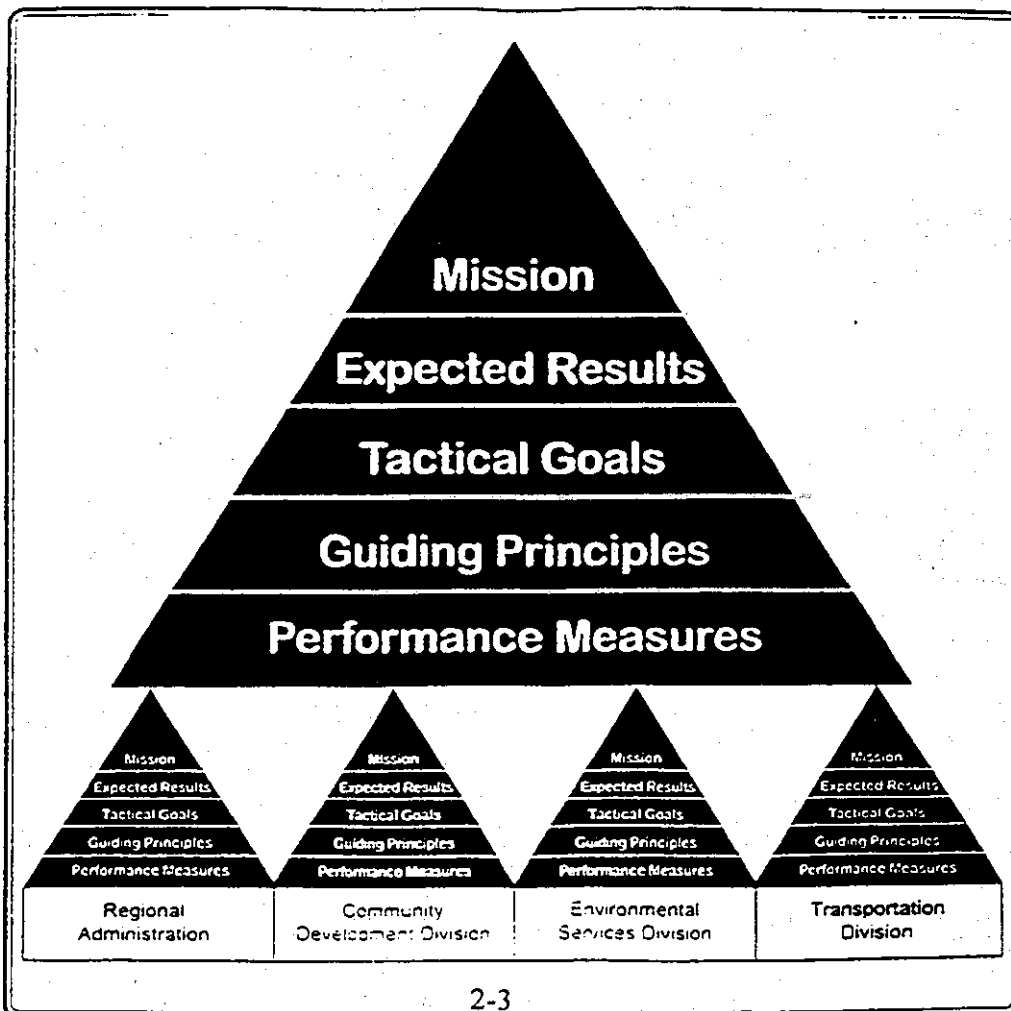 Mission
Expected Results
Tactical Goals
Guiding Principles
Performance Measures
Mission
Expected Results
Tactical Goals
Guiding Principles
Performance Measures
Regional
Administration
Mission
Expected Results
Tactical Goals
Guiding Principles
Performance Measures
Community
Development Division
Mission
Expected Results
Tactical Goals
Guiding Principles
Performance Measures
Environmental
Services Division
Mission
Expected Results
Tactical Goals
Guiding Principles
Performance Measures
Transportation
Division
2-3